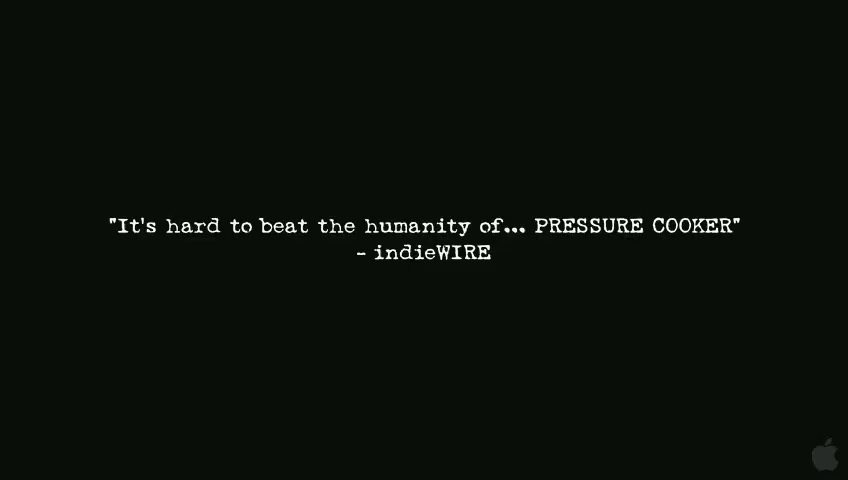 "It's hard to beat the humanity of... PRESSURE COOKER"
- indieWIRE